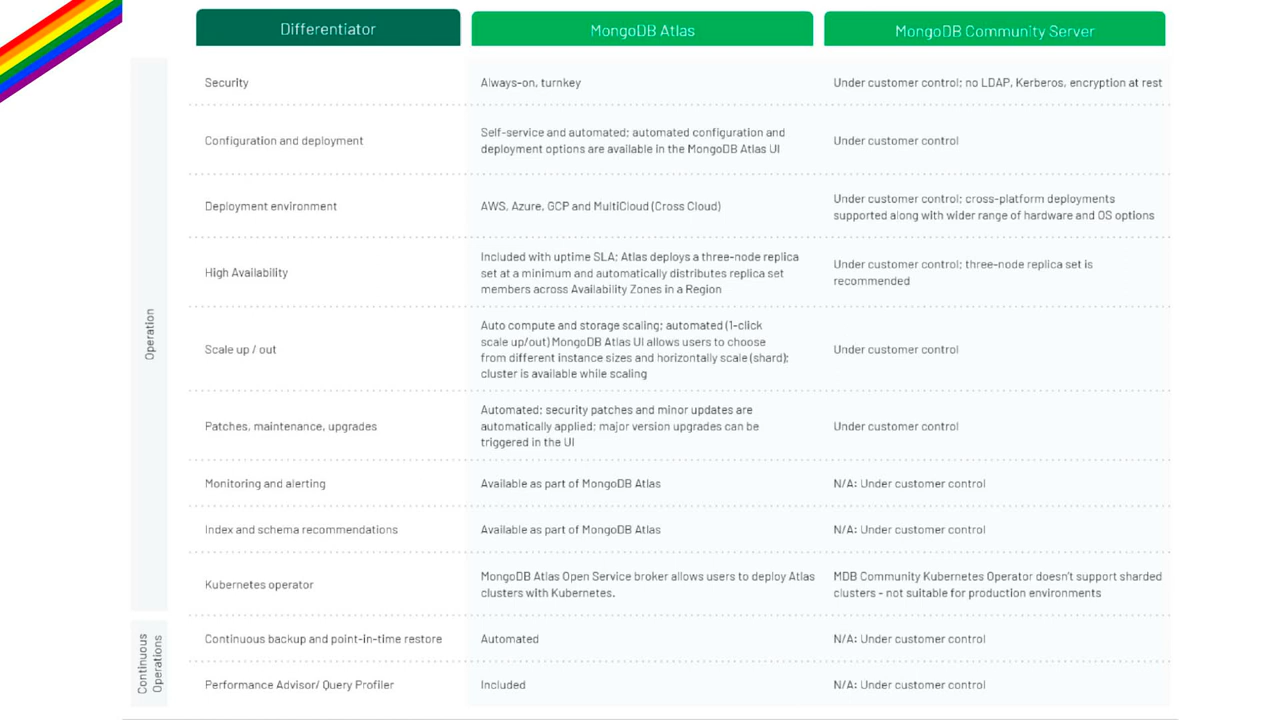 Differentiator
MongoDB Atlas
MongoDB Community Server
Operation
Security
Always-on, turnkey
Under customer control; no LDAP, Kerberos, encryption at rest
Configuration and deployment
Self-service and automated; automated configuration and
deployment options are available in the MongoDB Atlas UI
Under customer control
Deployment environment
AWS, Azure, GCP and MultiCloud (Cross Cloud)
Under customer control; cross-platform deployments
supported along with wider range of hardware and OS options
High Availability
Included with uptime SLA; Atlas deploys a three-node replica
set at a minimum and automatically distributes replica set
members across Availability Zones in a Region
Under customer control; three-node replica set is
recommended
Scale up / out
Auto compute and storage scaling; automated (1-click
scale up/out) MongoDB Atlas UI allows users to choose
from different instance sizes and horizontally scale (shard);
cluster is available while scaling
Under customer control
Patches, maintenance, upgrades
Automated; security patches and minor updates are
automatically applied; major version upgrades can be
triggered in the UI
Under customer control
Monitoring and alerting
Available as part of MongoDB Atlas
N/A: Under customer control
Index and schema recommendations
Available as part of MongoDB Atlas
N/A: Under customer control
Kubernetes operator
MongoDB Atlas Open Service broker allows users to deploy Atlas
clusters with Kubernetes.
MDB Community Kubernetes Operator doesn't support sharded
clusters - not suitable for production environments
Continuous
Operations
Continuous backup and point-in-time restore
Automated
N/A: Under customer control
Performance Advisor/ Query Profiler
Included
N/A: Under customer control